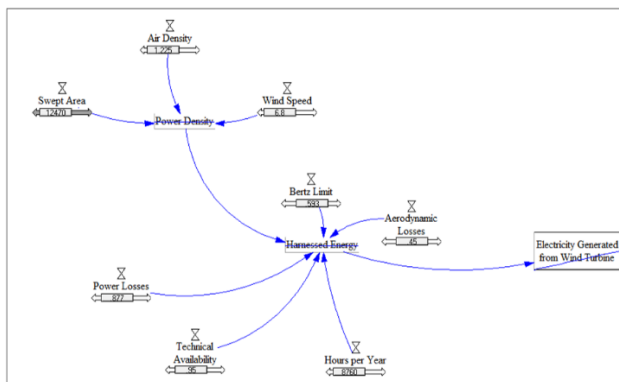 Air Density
1.225
Swept Area
12470
Wind Speed
6.8
Power Density
Bertz Limit
.593
Aerodynamic
Losses
.45
Harnessed Energy
Electricity Generated
from Wind Turbine
Power Losses
.877
Technical
Availability
.95
Hours per Year
8760